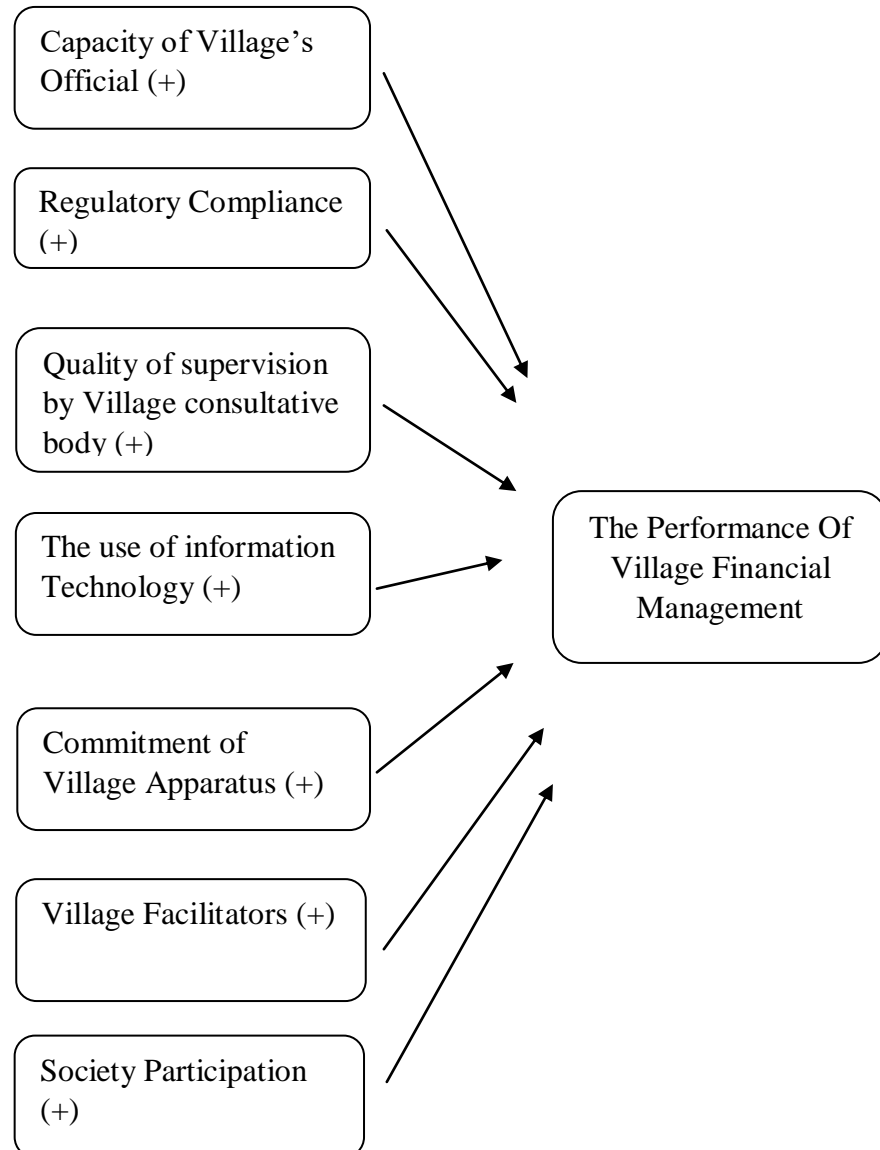 Capacity of Village’s
Official (+)
Regulatory Compliance
(+)
Quality of supervision
by Village consultative
body (+)
The use of information
Technology (+)
Commitment of
Village Apparatus (+)
Village Facilitators (+)
Society Participation
(+)
The Performance Of
Village Financial
Management